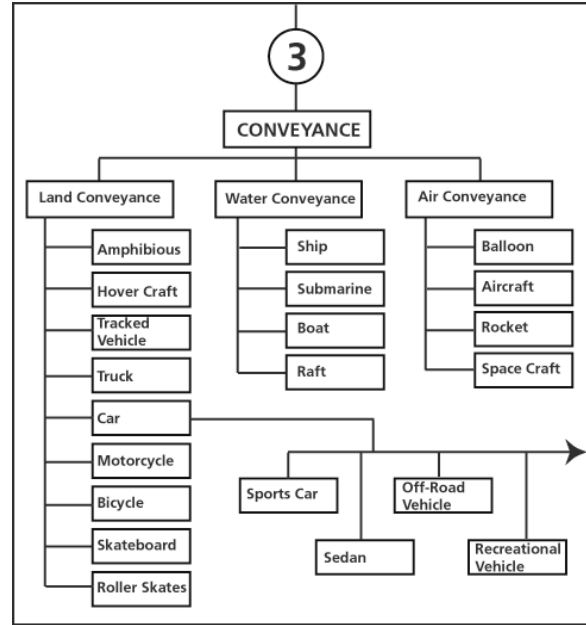 3
CONVEYANCE
Land Conveyance
Water Conveyance
Air Conveyance
Amphibious
Hover Craft
Tracked
Vehicle
Truck
Car
Motorcycle
Bicycle
Skateboard
Roller Skates
Ship
Submarine
Boat
Raft
Balloon
Aircraft
Rocket
Space Craft
Sports Car
Sedan
Off-Road
Vehicle
Recreational
Vehicle